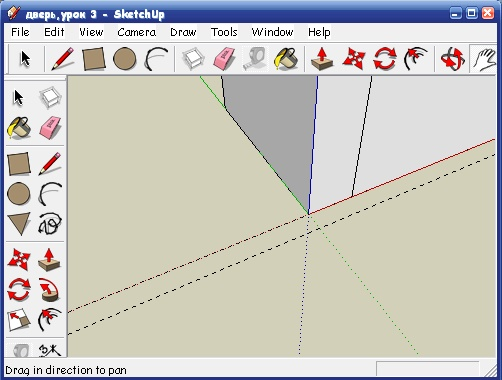 дверь,урок 3 - SketchUp
File Edit View Camera Draw Tools Window Help
Drag in direction to pan